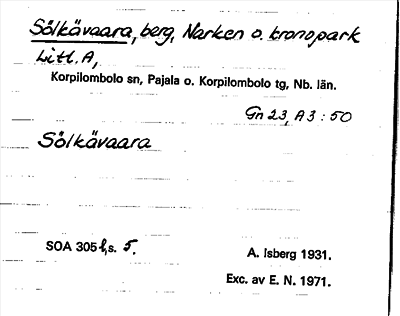 Sölkävaara, berg, Narken o. kronopark
Litt. A,
Korpilombolo sn, Pajala o. Korpilombolo tg, Nb. län.
Gn 23, A 3 : 50
Sölkävaara
SOA 305 s. 5.
A. Isberg 1931.
Exc. av E. N. 1971.